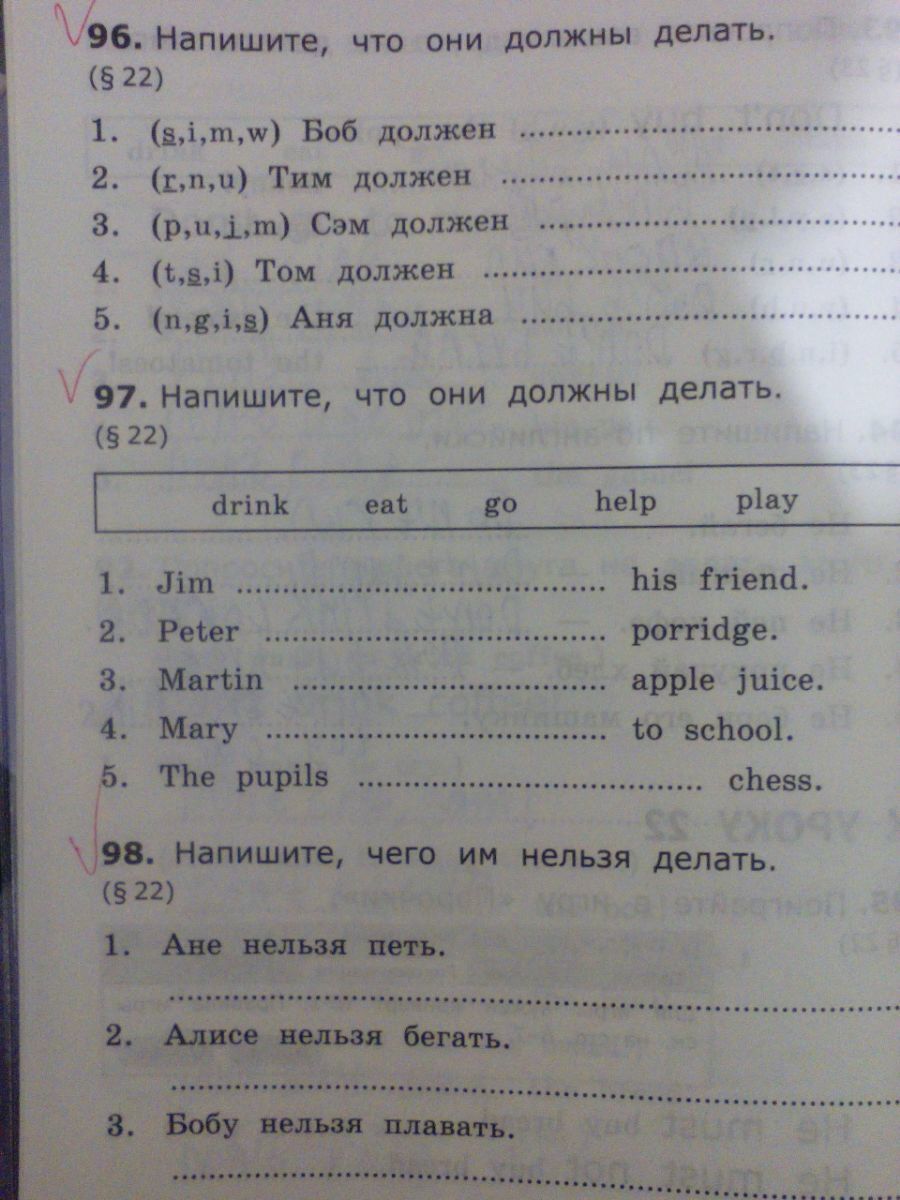 96. Напишите, что они должны делать.
(§ 22)
1. (s,i,m,w) Боб должен ........................................
2. (r,n,u) Тим должен ........................................
3. (p,u,j,m) Сэм должен ........................................
4. (t,s,i) Том должен ........................................
5. (n,g,i,s) Аня должна ........................................
97. Напишите, что они должны делать.
(§ 22)
drink eat go help play
1. Jim ........................................ his friend.
2. Peter ........................................ porridge.
3. Martin ........................................ apple juice.
4. Mary ........................................ to school.
5. The pupils ........................................ chess.
98. Напишите, чего им нельзя делать.
(§ 22)
1. Ане нельзя петь.
2. Алисе нельзя бегать.
3. Бобу нельзя плавать.